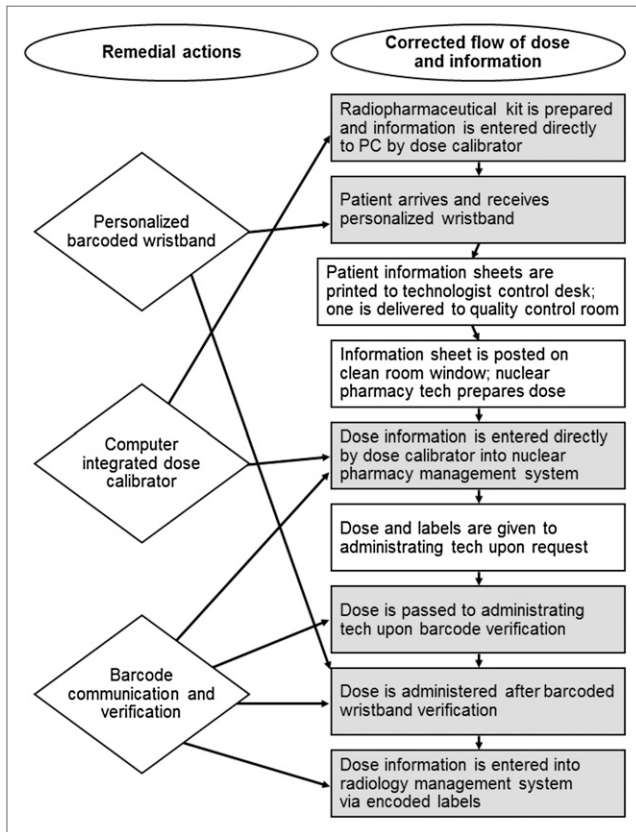 Remedial actions
Corrected flow of dose
and information
Radiopharmaceutical kit is prepared
and information is entered directly
to PC by dose calibrator
Personalized
barcoded wristband
Patient arrives and receives
personalized wristband
Patient information sheets are
printed to technologist control desk;
one is delivered to quality control room
Information sheet is posted on
clean room window; nuclear
pharmacy tech prepares dose
Computer
integrated dose
calibrator
Dose information is entered directly
by dose calibrator into nuclear
pharmacy management system
Dose and labels are given to
administrating tech upon request
Dose is passed to administrating
tech upon barcode verification
Barcode
communication and
verification
Dose is administered after barcoded
wristband verification
Dose information is entered into
radiology management system
via encoded labels